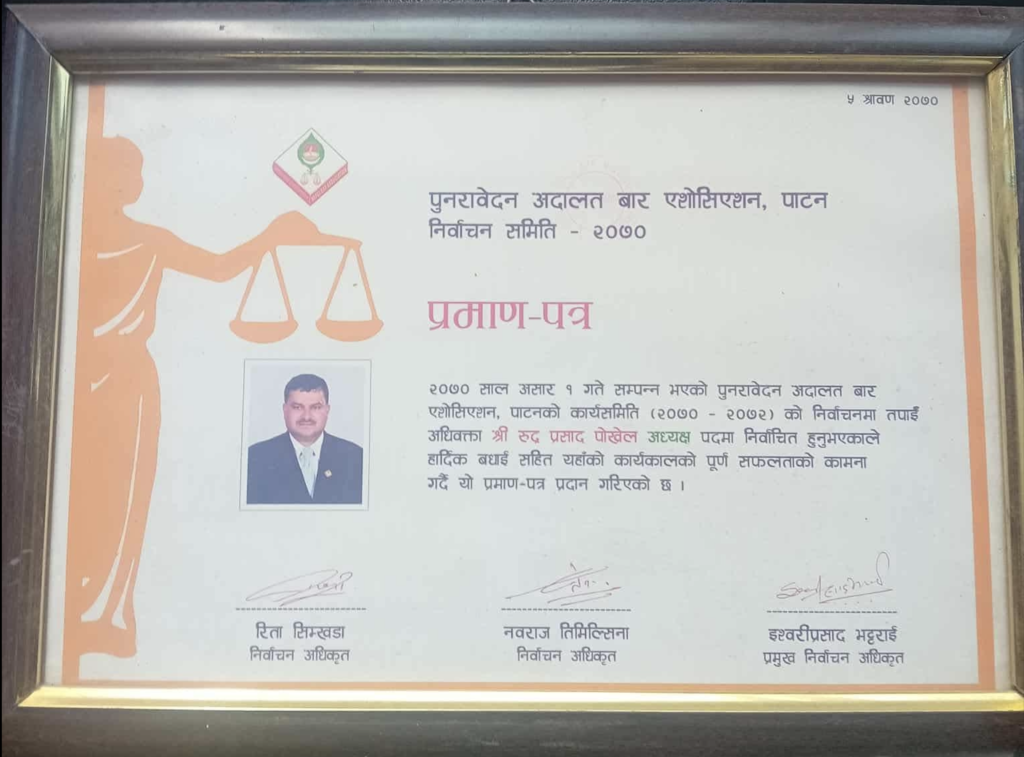 ५ श्रावण २०७०
पुनरावेदन अदालत बार एशोसिएशन, पाटन
निर्वाचन समिति - २०७०
प्रमाण-पत्र
२०७० साल असार १ गते सम्पन्न भएको पुनरावेदन अदालत बार
एशोसिएशन, पाटनको कार्यसमिति (२०७० - २०७२) को निर्वाचनमा तपाईं
अधिवक्ता श्री रुद्र प्रसाद पोखेल अध्यक्ष पदमा निर्वाचित हुनुभएकाले
हार्दिक बधाई सहित यहाँको कार्यकालको पूर्ण सफलताको कामना
गर्दै यो प्रमाण-पत्र प्रदान गरिएको छ ।
रिता सिम्खडा
निर्वाचन अधिकृत
नवराज तिमिल्सिना
निर्वाचन अधिकृत
इश्वरीप्रसाद भट्टराई
प्रमुख निर्वाचन अधिकृत